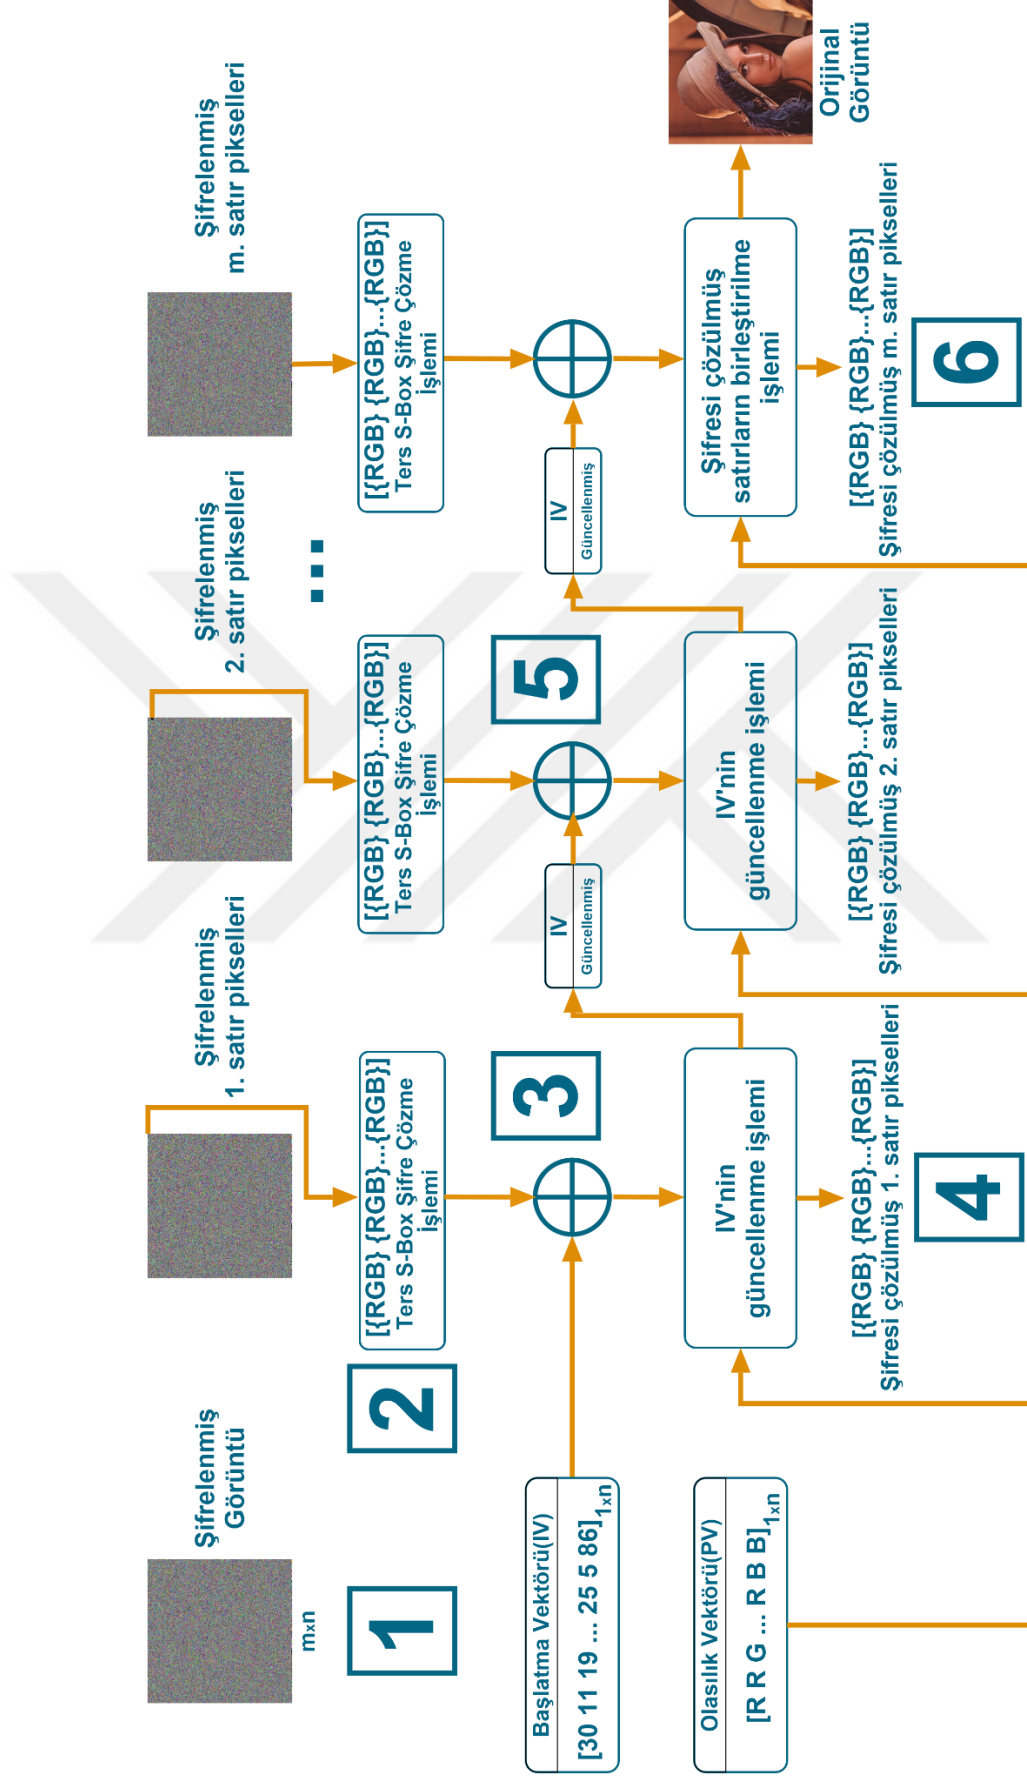 Şifrelenmiş
Görüntü
mxn
1
Şifrelenmiş
1. satır pikselleri
Şifrelenmiş
2. satır pikselleri
...
Şifrelenmiş
m. satır pikselleri
2
[{RGB} {RGB}...{RGB}]
Ters S-Box Şifre Çözme
İşlemi
[{RGB} {RGB}...{RGB}]
Ters S-Box Şifre Çözme
İşlemi
[{RGB} {RGB}...{RGB}]
Ters S-Box Şifre Çözme
İşlemi
Başlatma Vektörü(IV)
[30 11 19 ... 25 5 86]1xn
3
IV
Güncellenmiş
5
IV
Güncellenmiş
Olasılık Vektörü(PV)
[R R G ... R B B]1xn
IV'nin
güncellenme işlemi
IV'nin
güncellenme işlemi
Şifresi çözülmüş
satırların birleştirilme
işlemi
Orijinal
Görüntü
[{RGB} {RGB}...{RGB}]
Şifresi çözülmüş 1. satır pikselleri
4
[{RGB} {RGB}...{RGB}]
Şifresi çözülmüş 2. satır pikselleri
[{RGB} {RGB}...{RGB}]
Şifresi çözülmüş m. satır pikselleri
6